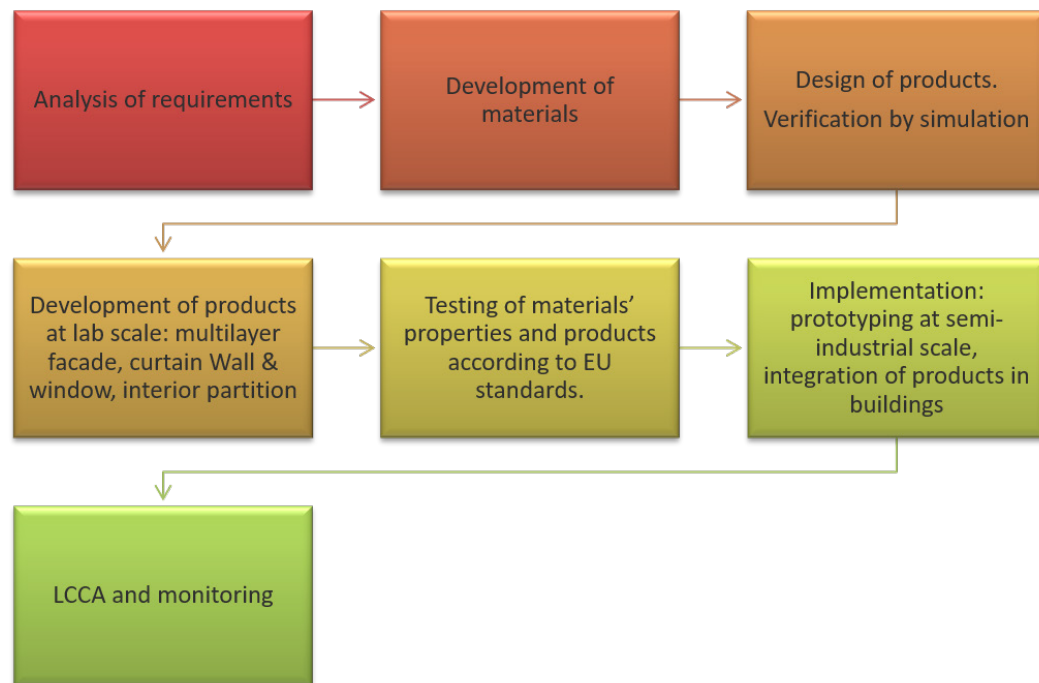 Analysis of requirements
Development of
materials
Design of products.
Verification by simulation
Development of products
at lab scale: multilayer
facade, curtain Wall &
window, interior partition
Testing of materials’
properties and products
according to EU
standards.
Implementation:
prototyping at semi-
industrial scale,
integration of products in
buildings
LCCA and monitoring